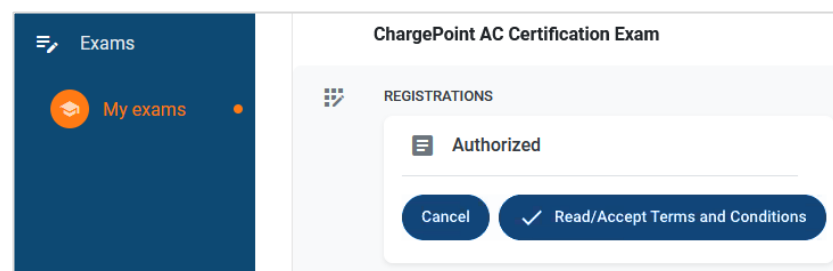 Exams
My exams
ChargePoint AC Certification Exam
REGISTRATIONS
Authorized
Cancel
Read/Accept Terms and Conditions